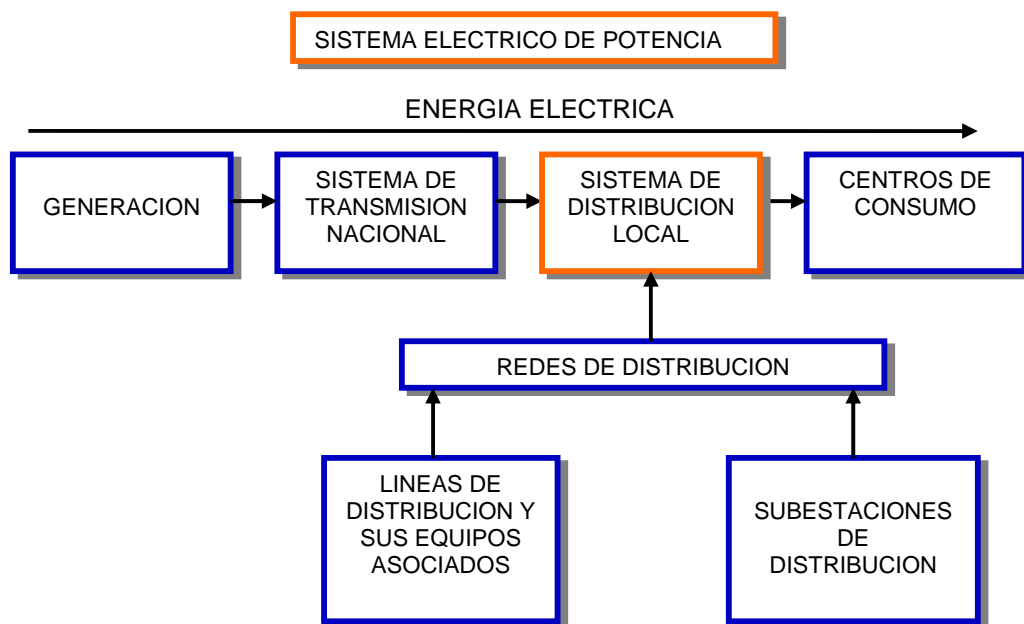 SISTEMA ELECTRICO DE POTENCIA
ENERGIA ELECTRICA
GENERACION
SISTEMA DE
TRANSMISION
NACIONAL
SISTEMA DE
DISTRIBUCION
LOCAL
CENTROS DE
CONSUMO
REDES DE DISTRIBUCION
LINEAS DE
DISTRIBUCION Y
SUS EQUIPOS
ASOCIADOS
SUBESTACIONES
DE
DISTRIBUCION